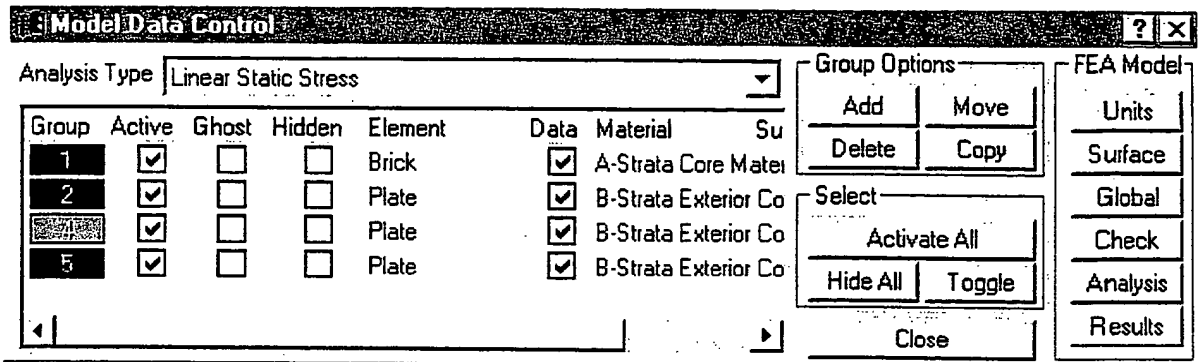 Model Data Control ? X
Analysis Type Linear Static Stress
Group Active Ghost Hidden Element Data Material Su
1 Brick A-Strata Core Mater
2 Plate B-Strata Exterior Co
4 Plate B-Strata Exterior Co
5 Plate B-Strata Exterior Co
Group Options
Add Move
Delete Copy
Select
Activate All
Hide All Toggle
Close
FEA Model
Units
Surface
Global
Check
Analysis
Results